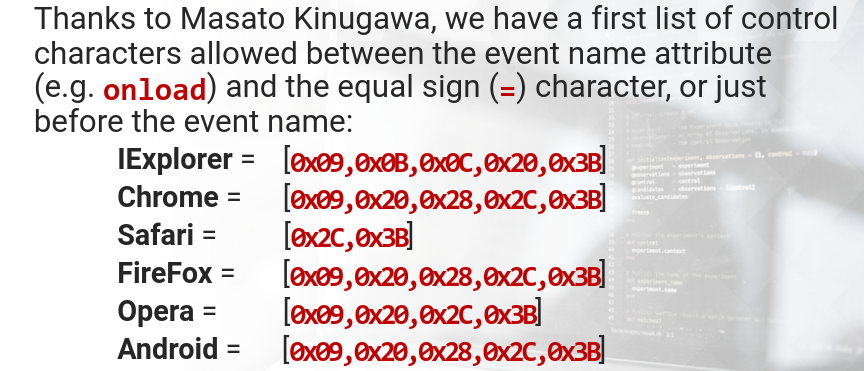 Thanks to Masato Kinugawa, we have a first list of control
characters allowed between the event name attribute
(e.g. onload) and the equal sign (=) character, or just
before the event name:
IExplorer = [0x09,0x0B,0x0C,0x20,0x3B]
Chrome = [0x09,0x20,0x28,0x2C,0x3B]
Safari = [0x2C,0x3B]
FireFox = [0x09,0x20,0x28,0x2C,0x3B]
Opera = [0x09,0x20,0x2C,0x3B]
Android = [0x09,0x20,0x28,0x2C,0x3B]